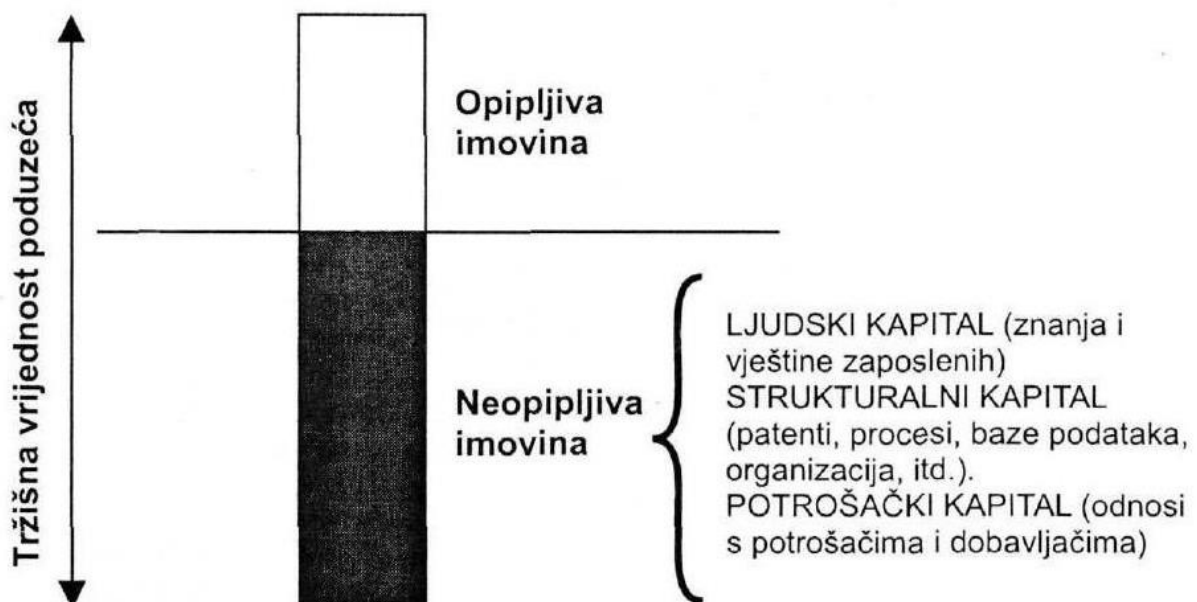 Tržišna vrijednost poduzeća
Opipljiva
imovina
Neopipljiva
imovina
LJUDSKI KAPITAL (znanja i
vještine zaposlenih)
STRUKTURALNI KAPITAL
(patenti, procesi, baze podataka,
organizacija, itd.).
POTROŠAČKI KAPITAL (odnosi
s potrošačima i dobavljačima)